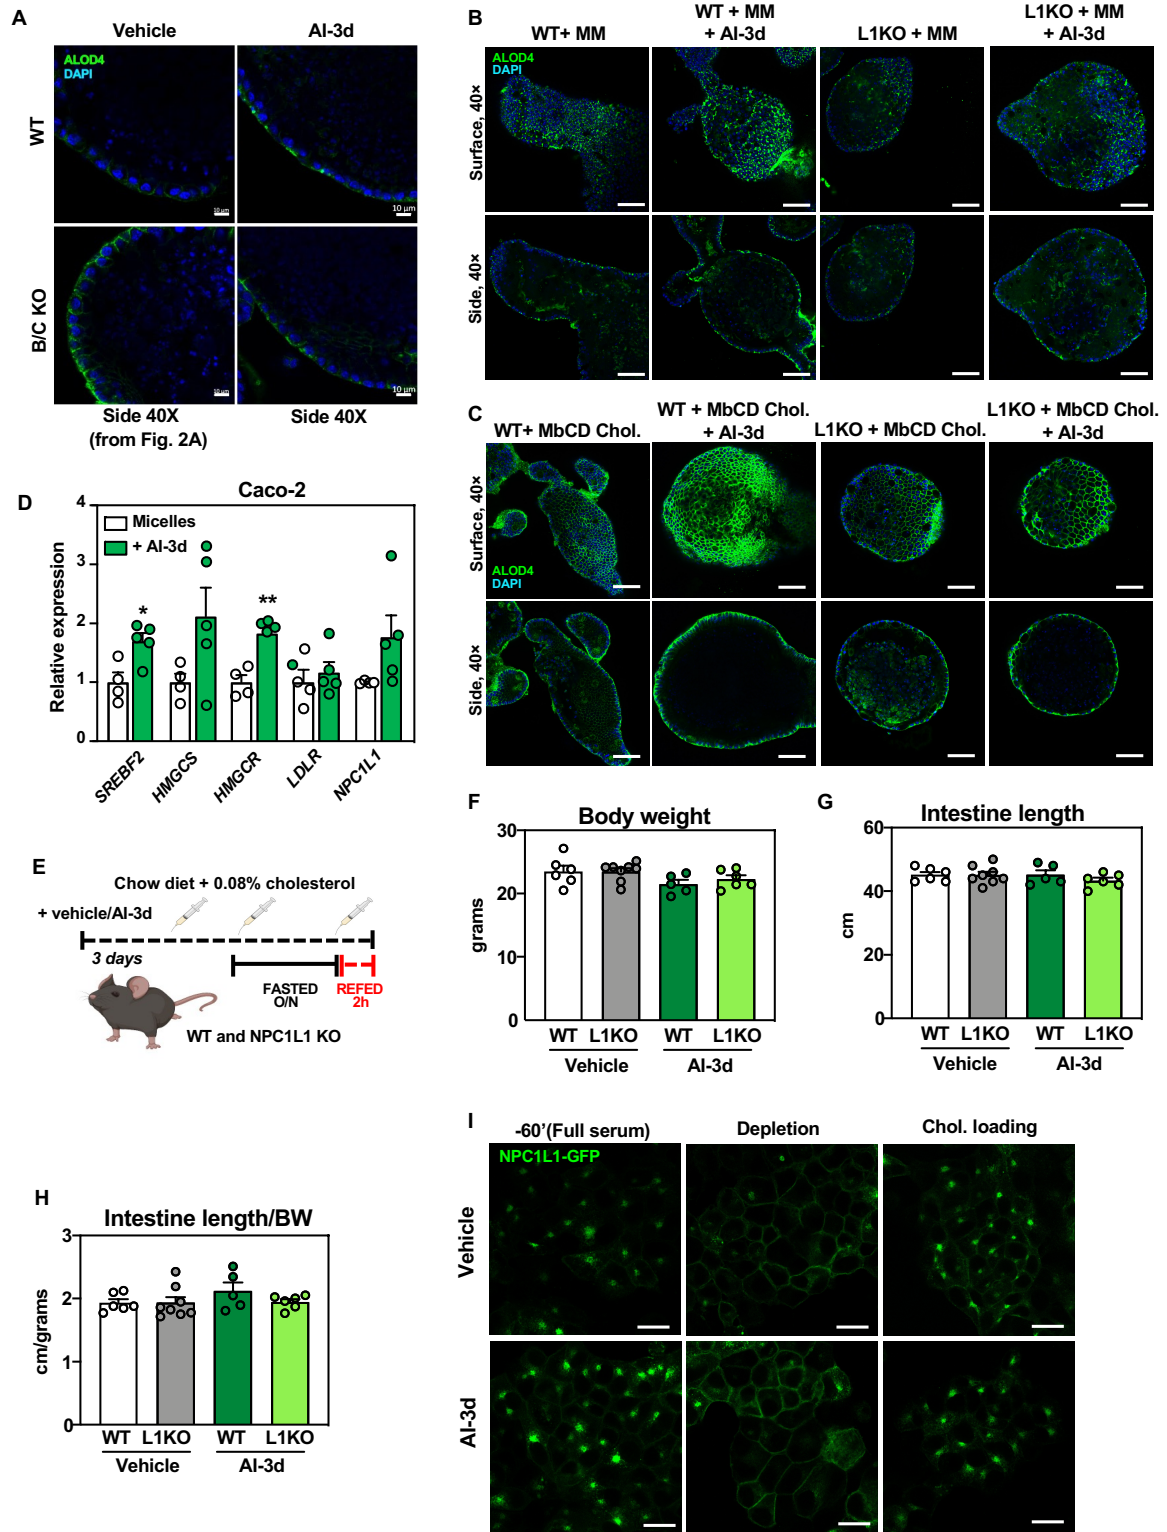 A
Vehicle
AI-3d
ALOD4
DAPI
WT
10 µm
10 µm
B/C KO
10 µm
10 µm
Side 40X
(from Fig. 2A)
Side 40X
B
WT+ MM
WT + MM
+ AI-3d
L1KO + MM
L1KO + MM
+ AI-3d
ALOD4
DAPI
Surface, 40×
Side, 40×
C
WT+ MbCD Chol.
WT + MbCD Chol.
+ AI-3d
L1KO + MbCD Chol.
L1KO + MbCD Chol.
+ AI-3d
ALOD4
DAPI
Surface, 40×
Side, 40×
D
Caco-2
Relative expression
4
3
2
1
0
Micelles
+ AI-3d
*
**
SREBF2
HMGCS
HMGCR
LDLR
NPC1L1
E
Chow diet + 0.08% cholesterol
+ vehicle/AI-3d
3 days
FASTED
O/N
REFED
2h
WT and NPC1L1 KO
F
Body weight
grams
30
20
10
0
WT L1KO WT L1KO
Vehicle AI-3d
G
Intestine length
cm
60
40
20
0
WT L1KO WT L1KO
Vehicle AI-3d
H
Intestine length/BW
cm/grams
3
2
1
0
WT L1KO WT L1KO
Vehicle AI-3d
I
-60'(Full serum)
Depletion
Chol. loading
NPC1L1-GFP
Vehicle
AI-3d